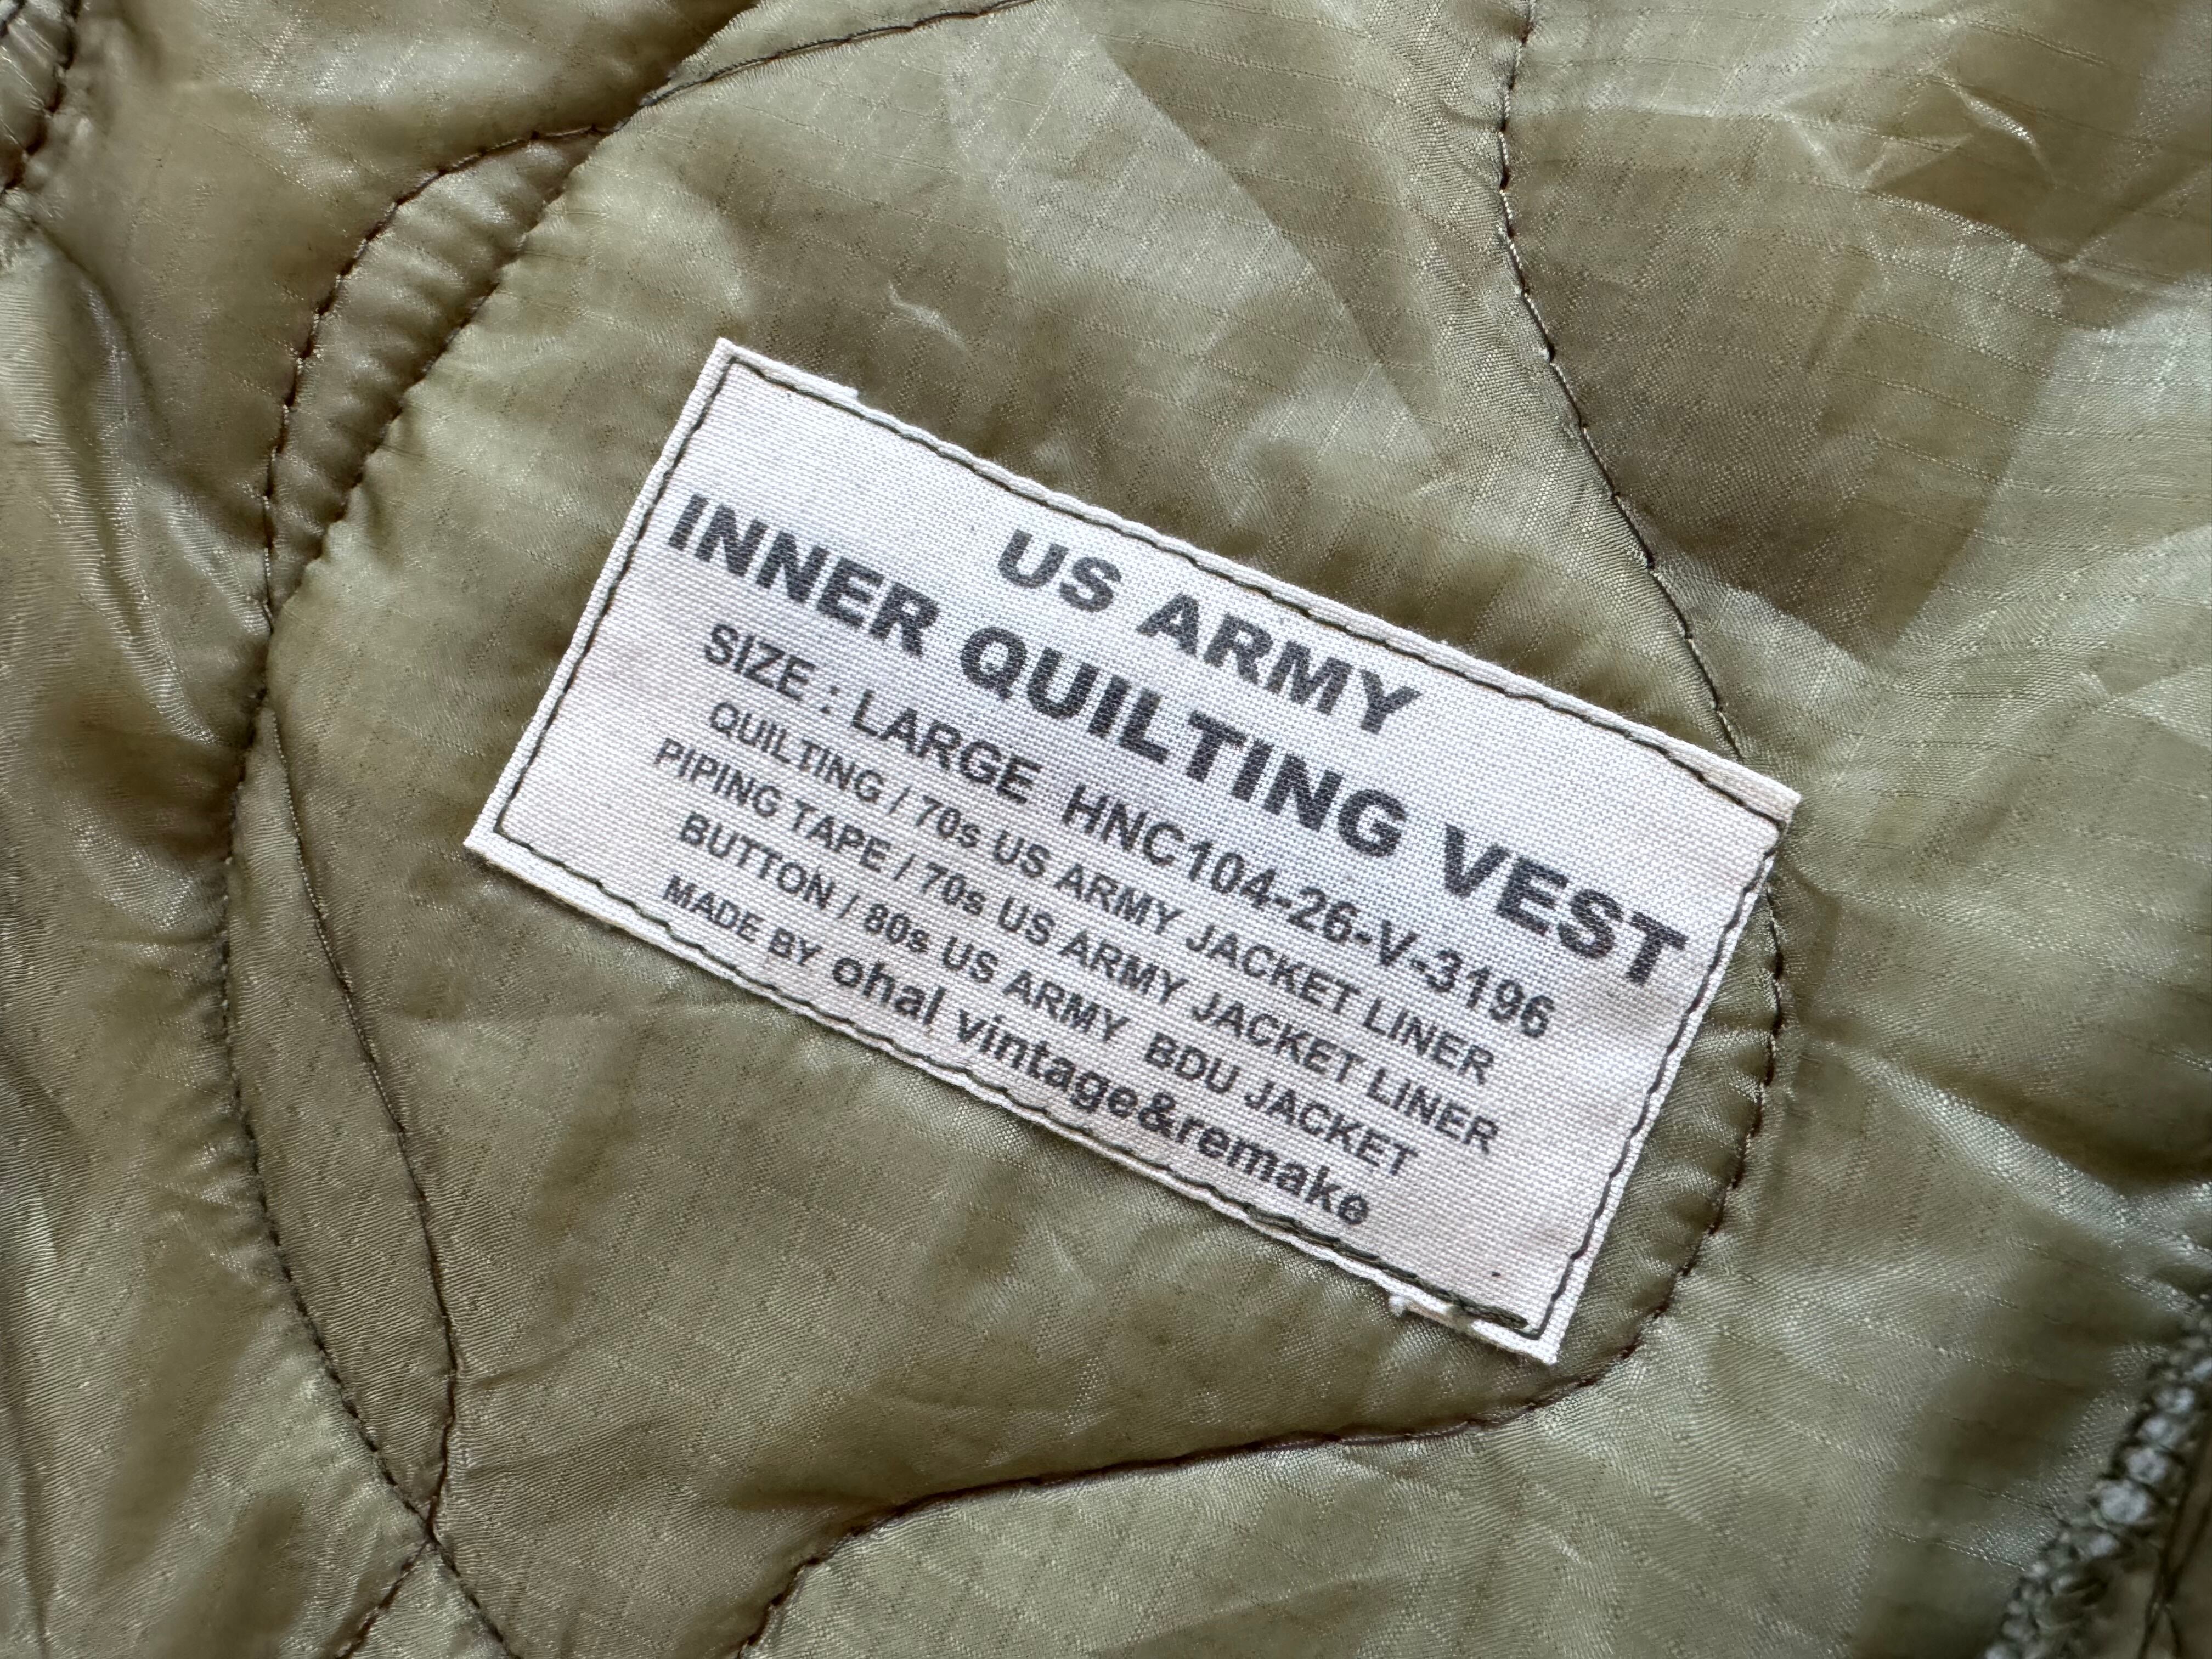 US ARMY
INNER QUILTING VEST
SIZE : LARGE HNC104-26-V-3196
QUILTING / 70s US ARMY JACKET LINER
PIPING TAPE / 70s US ARMY JACKET LINER
BUTTON / 80s US ARMY BDU JACKET
MADE BY ohal vintage&remake